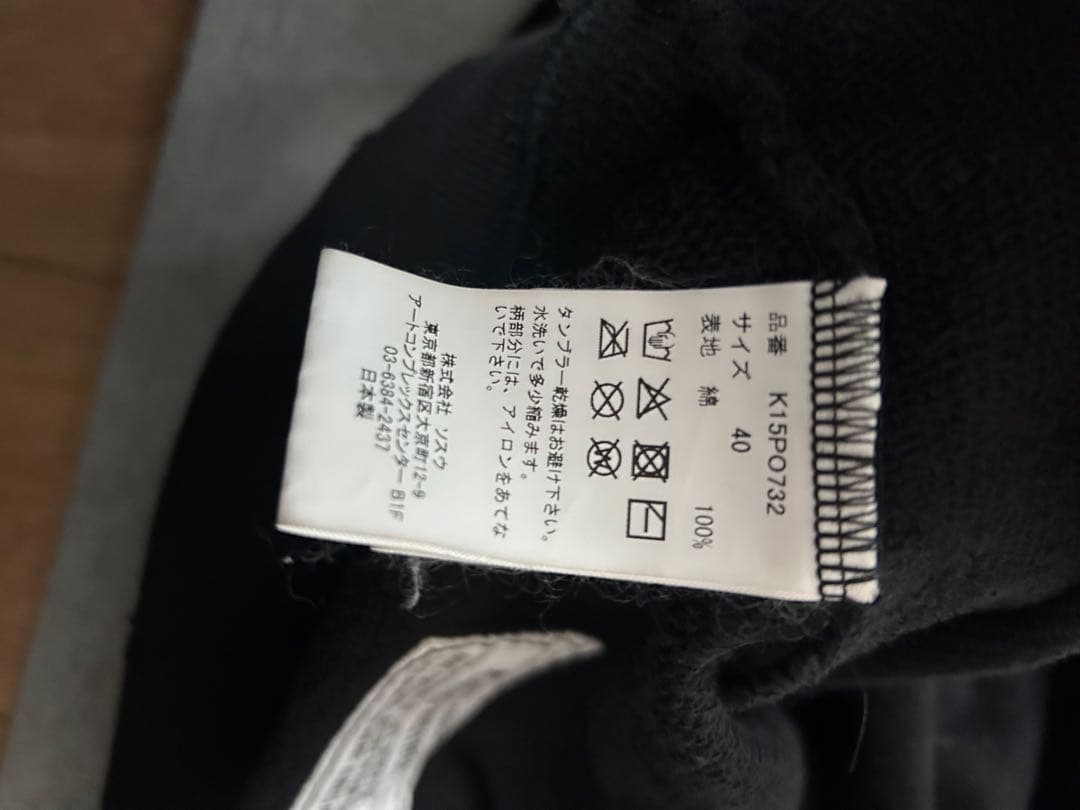 品番 K15PO732
サイズ 40
表地 綿 100%
タンブラー乾燥はお避け下さい。
水洗いで多少縮みます。
柄部分には、アイロンをあてな
いで下さい。
株式会社 ソスウ
東京都新宿区大京町12-9
アートコンプレックスセンター B1F
03-6384-2437
日本製